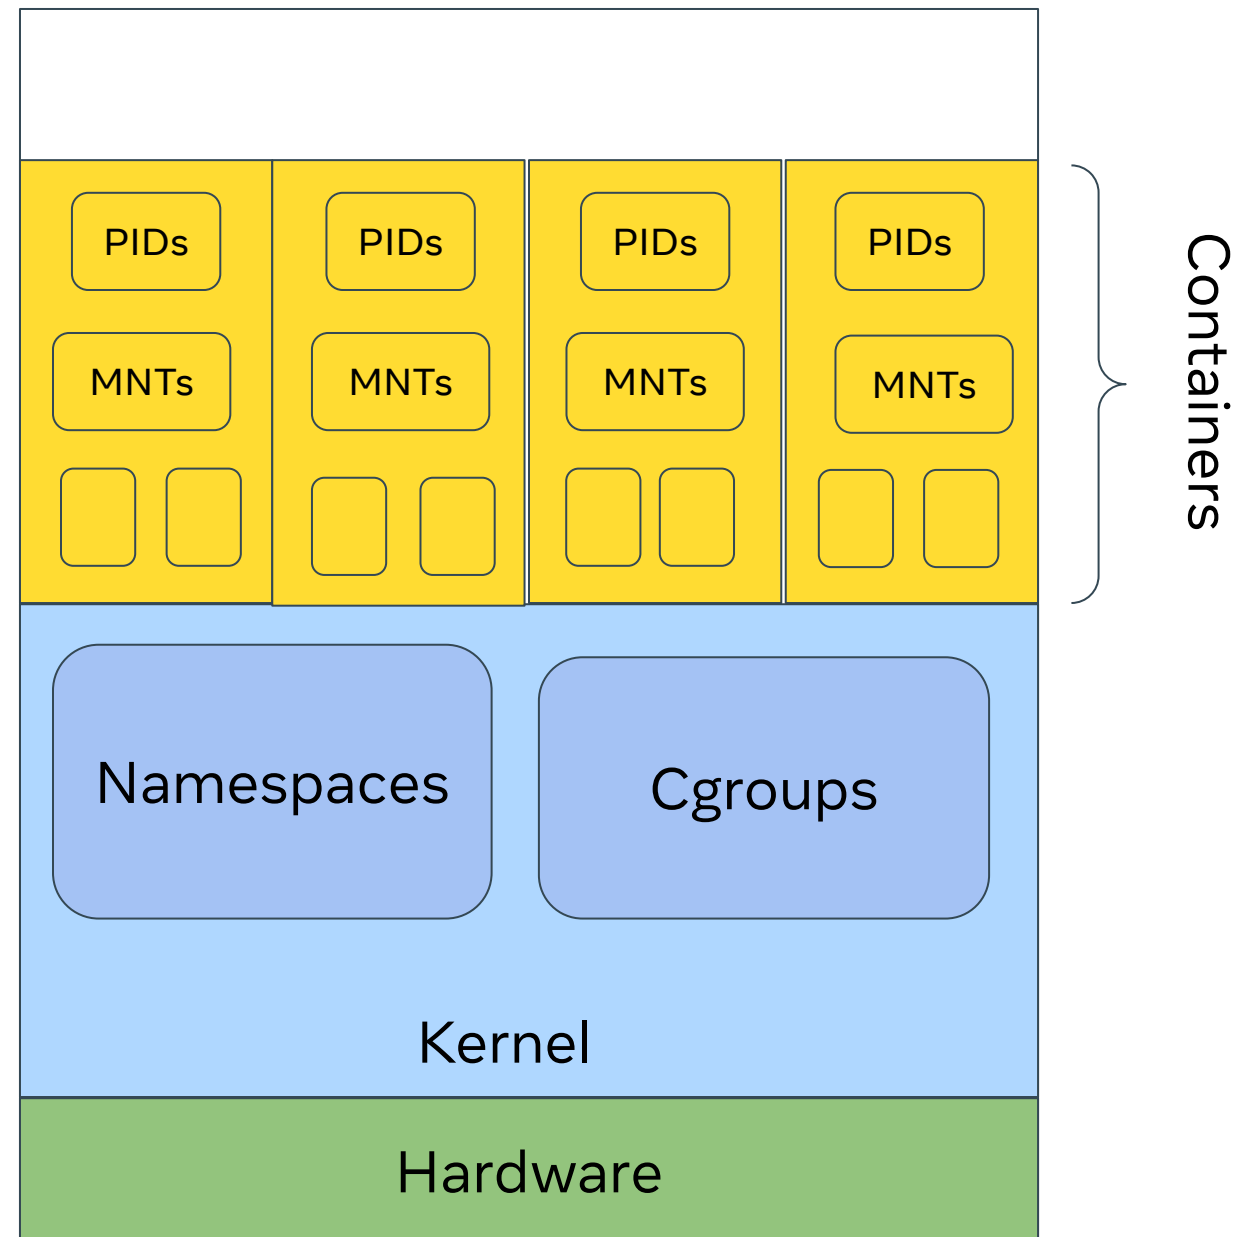 PIDs
PIDs
PIDs
PIDs
MNTs
MNTs
MNTs
MNTs
Containers
Namespaces
Cgroups
Kernel
Hardware